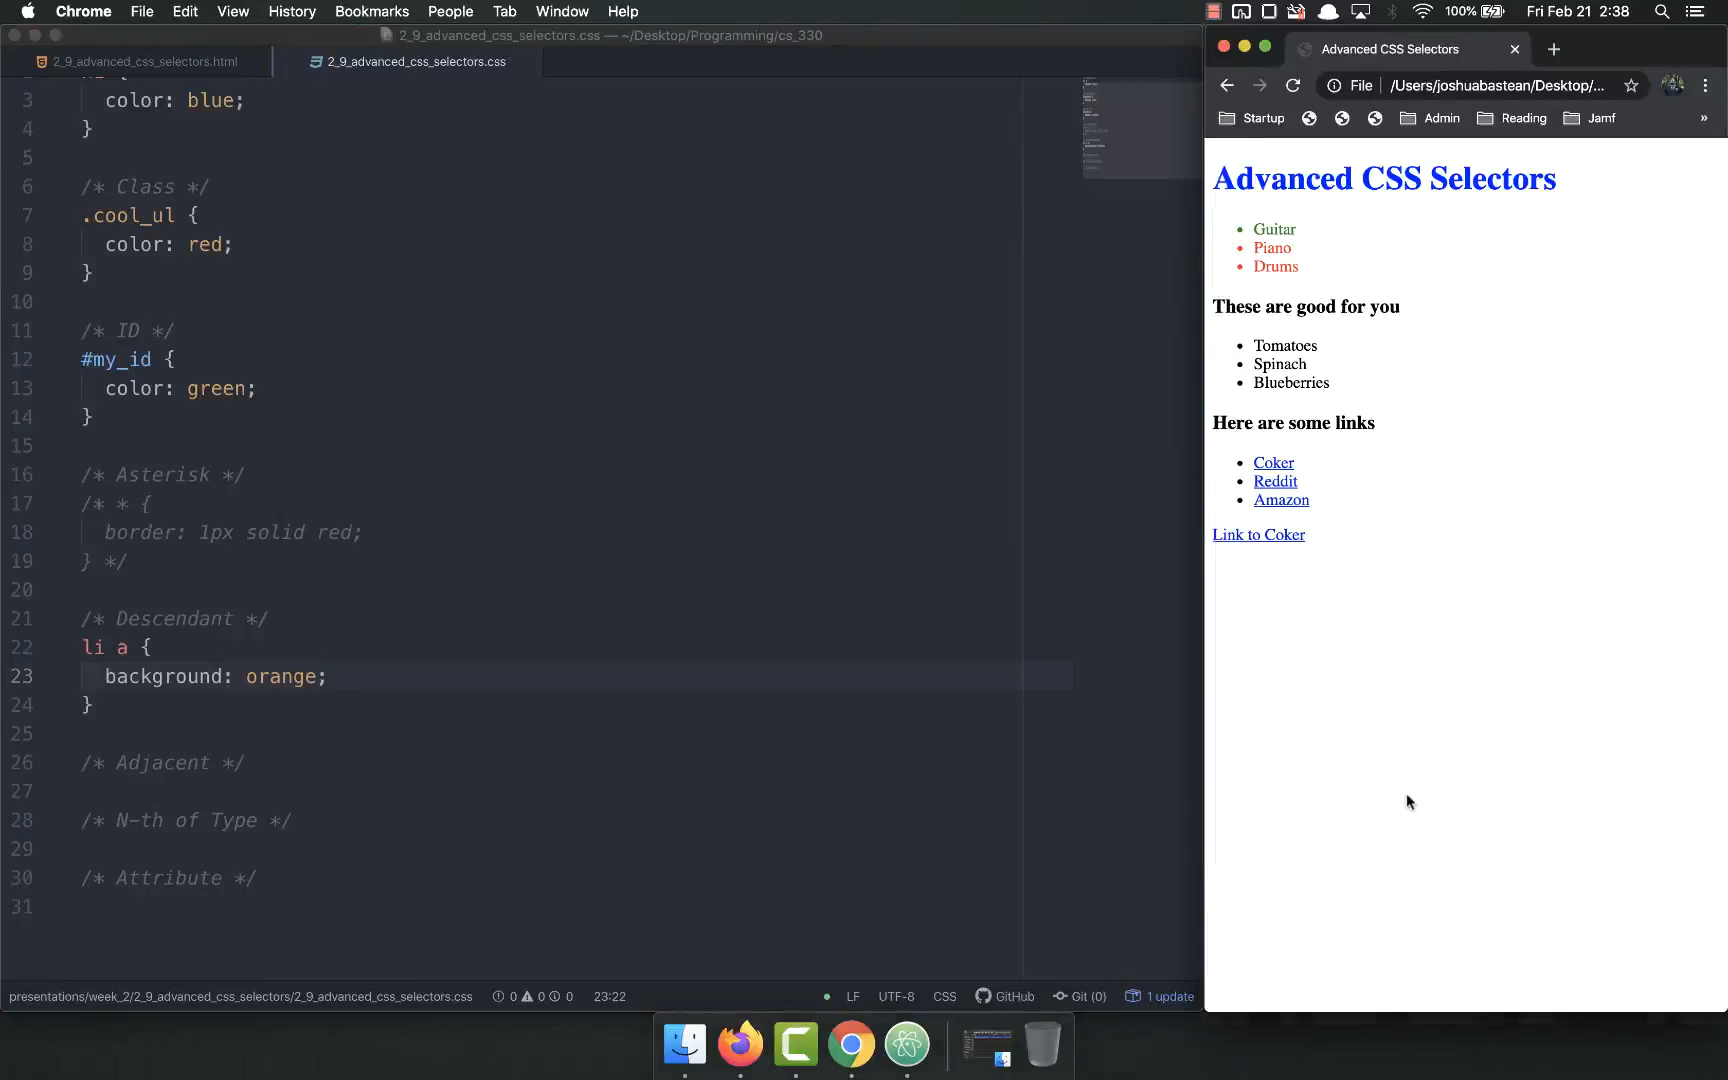 Chrome File Edit View History Bookmarks People Tab Window Help 100% Fri Feb 21 2:38
2_9_advanced_css_selectors.css — ~/Desktop/Programming/cs_330
2_9_advanced_css_selectors.html 2_9_advanced_css_selectors.css
3 color: blue;
4 }
5
6 /* Class */
7 .cool_ul {
8 color: red;
9 }
10
11 /* ID */
12 #my_id {
13 color: green;
14 }
15
16 /* Asterisk */
17 /* * {
18 border: 1px solid red;
19 } */
20
21 /* Descendant */
22 li a {
23 background: orange;
24 }
25
26 /* Adjacent */
27
28 /* N-th of Type */
29
30 /* Attribute */
31
presentations/week_2/2_9_advanced_css_selectors/2_9_advanced_css_selectors.css 0 0 0 23:22 LF UTF-8 CSS GitHub Git (0) 1 update
Advanced CSS Selectors
File /Users/joshuabastean/Desktop/...
Startup Admin Reading Jamf »
Advanced CSS Selectors
Guitar
Piano
Drums
These are good for you
Tomatoes
Spinach
Blueberries
Here are some links
Coker
Reddit
Amazon
Link to Coker